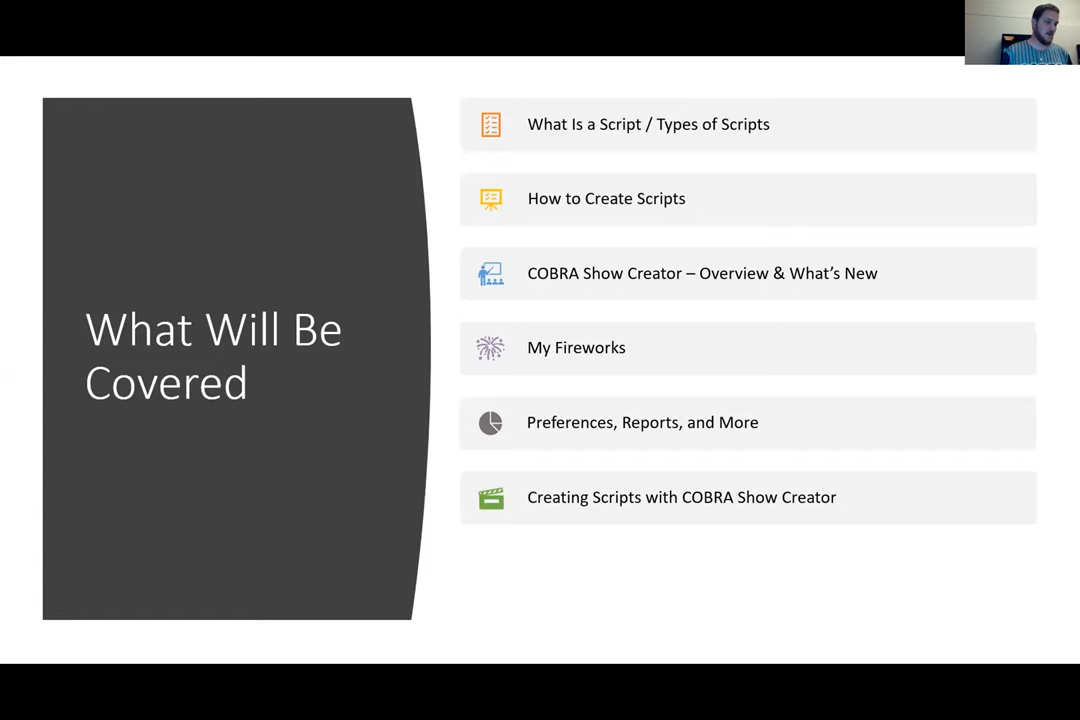 What Will Be
Covered
What Is a Script / Types of Scripts
How to Create Scripts
COBRA Show Creator – Overview & What's New
My Fireworks
Preferences, Reports, and More
Creating Scripts with COBRA Show Creator